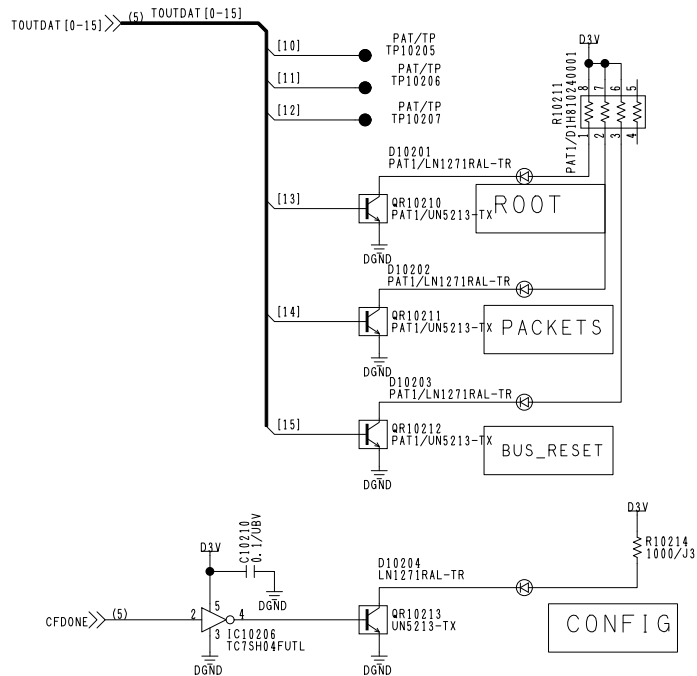 TOUTDAT[0-15]
(5) TOUTDAT[0-15]
[10]
PAT/TP
TP10205
[11]
PAT/TP
TP10206
[12]
PAT/TP
TP10207
D3V
R10211
PAT1/D1H810240001
8 7 6 5
1 2 3 4
D10201
PAT1/LN1271RAL-TR
[13]
QR10210
PAT1/UN5213-TX
ROOT
DGND
D10202
PAT1/LN1271RAL-TR
[14]
QR10211
PAT1/UN5213-TX
PACKETS
DGND
D10203
PAT1/LN1271RAL-TR
[15]
QR10212
PAT1/UN5213-TX
BUS_RESET
DGND
D3V
C10210
0.1/UBV
DGND
D3V
R10214
1000/J3
D10204
LN1271RAL-TR
CFDONE
(5)
2
5
4
3
IC10206
TC7SH04FUTL
DGND
QR10213
UN5213-TX
DGND
CONFIG